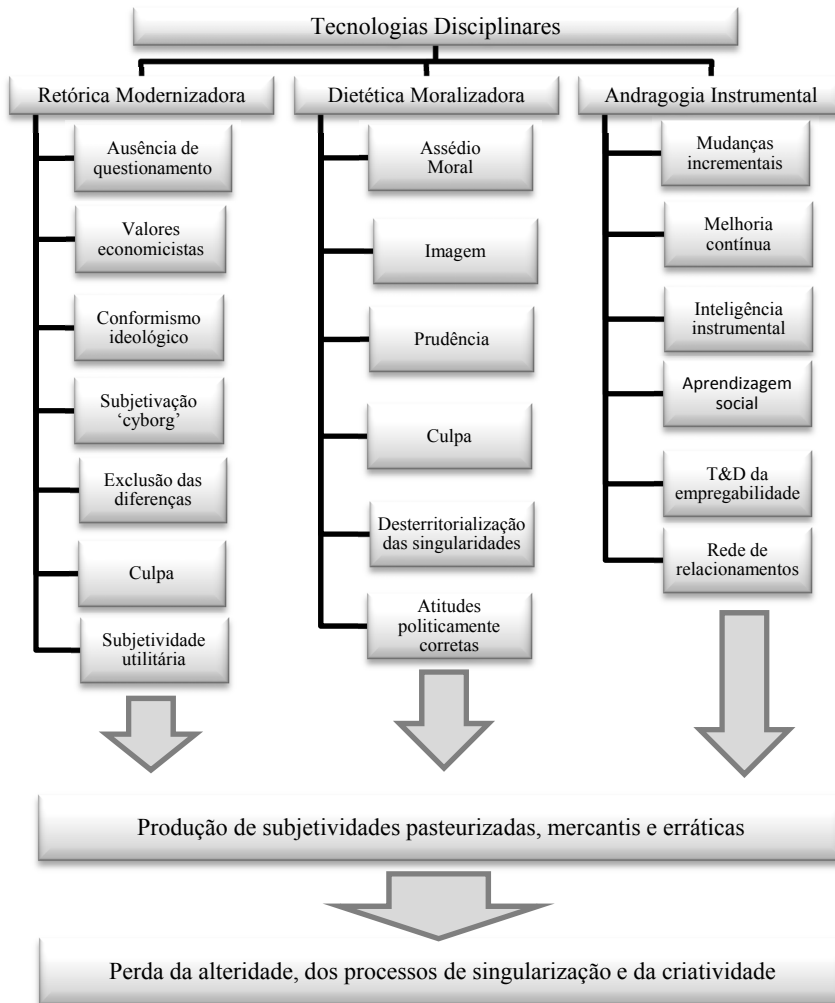 Tecnologias Disciplinares
Retórica Modernizadora
Ausência de
questionamento
Valores
economicistas
Conformismo
ideológico
Subjetivação
‘cyborg’
Exclusão das
diferenças
Culpa
Subjetividade
utilitária
Dietética Moralizadora
Assédio
Moral
Imagem
Prudência
Culpa
Desterritorialização
das singularidades
Atitudes
politicamente
corretas
Andragogia Instrumental
Mudanças
incrementais
Melhoria
contínua
Inteligência
instrumental
Aprendizagem
social
T&D da
empregabilidade
Rede de
relacionamentos
Produção de subjetividades pasteurizadas, mercantis e erráticas
Perda da alteridade, dos processos de singularização e da criatividade